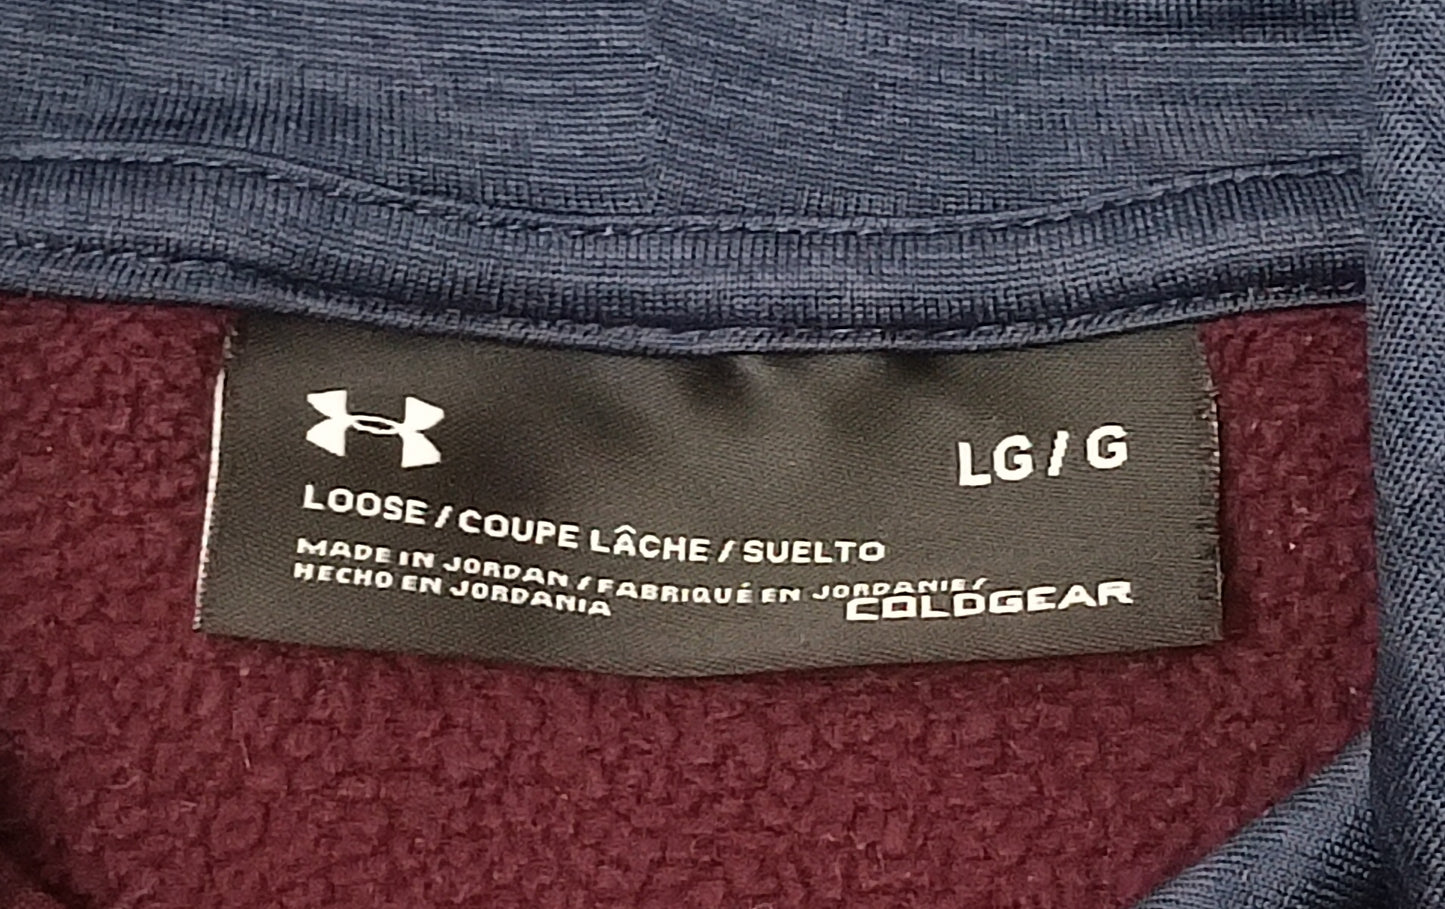 LG / G
LOOSE / COUPE LÂCHE / SUELTO
MADE IN JORDAN / FABRIQUÉ EN JORDANIE /
HECHO EN JORDANIA
COLDGEAR